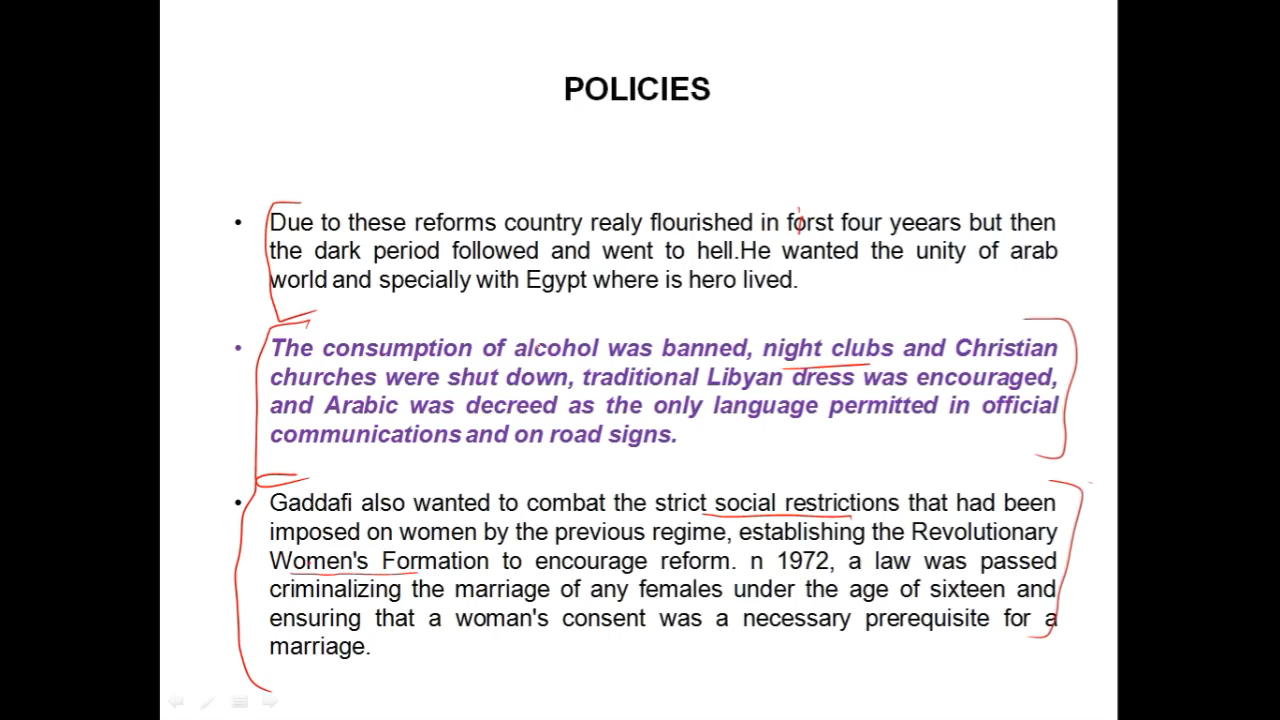 POLICIES
• Due to these reforms country realy flourished in forst four yeears but then
the dark period followed and went to hell.He wanted the unity of arab
world and specially with Egypt where is hero lived.
• The consumption of alcohol was banned, night clubs and Christian
churches were shut down, traditional Libyan dress was encouraged,
and Arabic was decreed as the only language permitted in official
communications and on road signs.
• Gaddafi also wanted to combat the strict social restrictions that had been
imposed on women by the previous regime, establishing the Revolutionary
Women's Formation to encourage reform. n 1972, a law was passed
criminalizing the marriage of any females under the age of sixteen and
ensuring that a woman's consent was a necessary prerequisite for a
marriage.